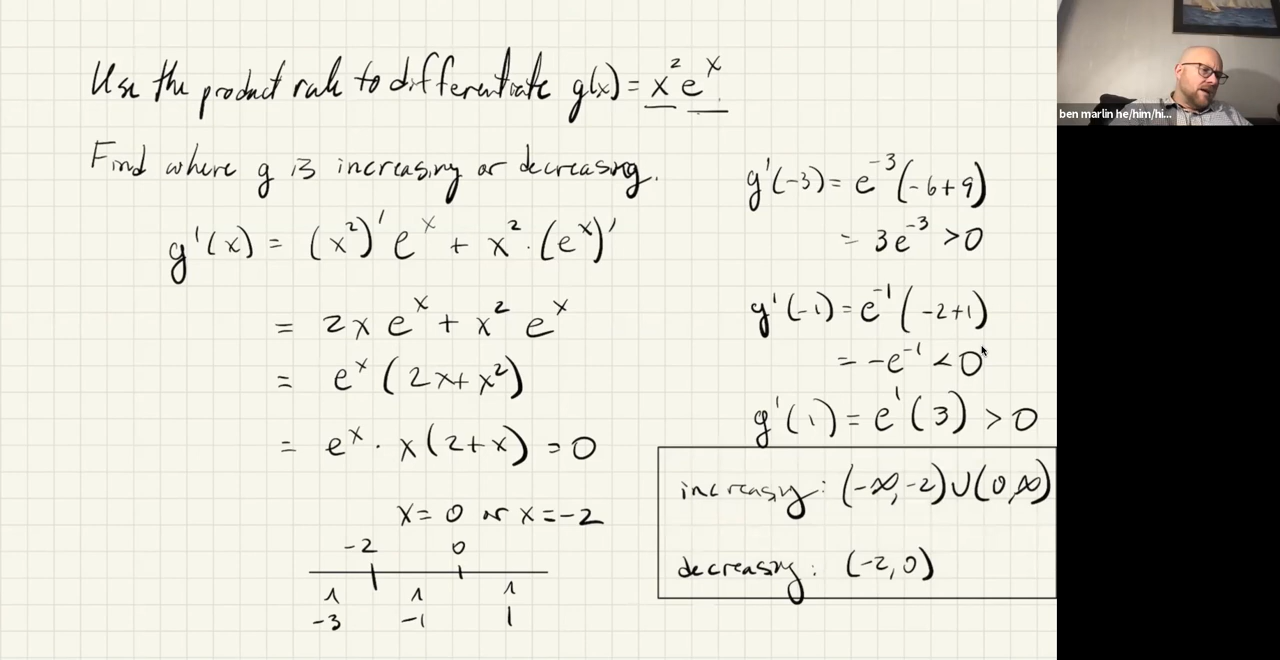 Use the product rule to differentiate g(x) = x² eˣ
Find where g is increasing or decreasing.
g'(x) = (x²)' eˣ + x² · (eˣ)'
= 2x eˣ + x² eˣ
= eˣ (2x + x²)
= eˣ · x(2+x) = 0
x = 0 or x = -2
-2 0
-3 -1 1
g'(-3) = e⁻³ (-6+9)
= 3e⁻³ > 0
g'(-1) = e⁻¹ (-2+1)
= -e⁻¹ < 0
g'(1) = e¹ (3) > 0
increasing: (-∞, -2) ∪ (0, ∞)
decreasing: (-2, 0)
ben marlin he/him/hi...